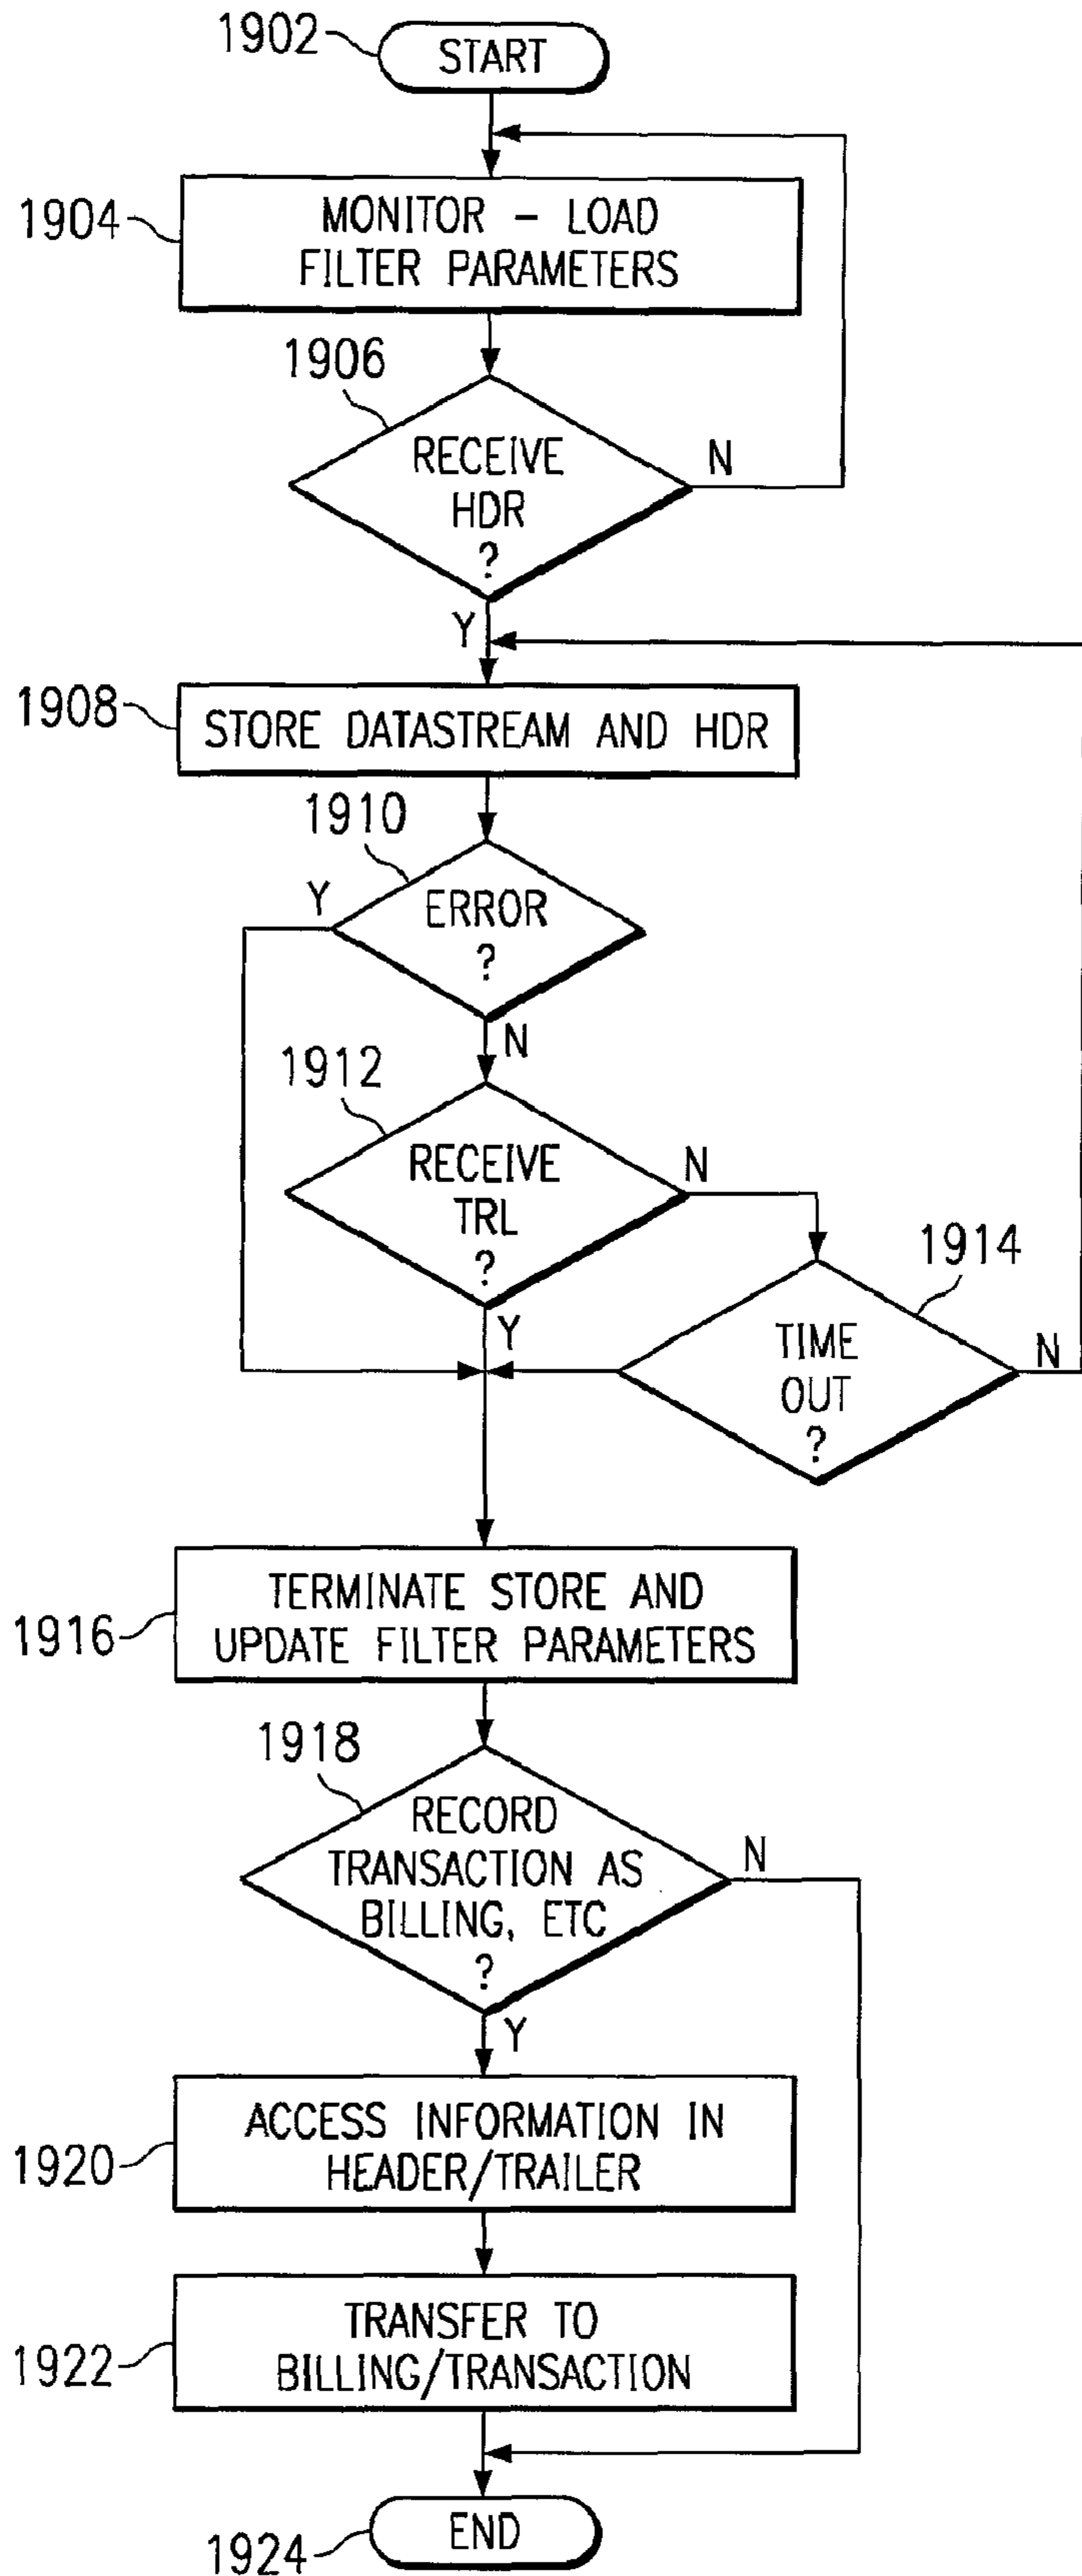 1902
START
1904
MONITOR - LOAD
FILTER PARAMETERS
1906
RECEIVE
HDR
?
N
Y
1908
STORE DATASTREAM AND HDR
1910
Y
ERROR
?
N
1912
RECEIVE
TRL
?
N
Y
1914
TIME
OUT
?
N
1916
TERMINATE STORE AND
UPDATE FILTER PARAMETERS
1918
RECORD
TRANSACTION AS
BILLING, ETC
?
N
Y
1920
ACCESS INFORMATION IN
HEADER/TRAILER
1922
TRANSFER TO
BILLING/TRANSACTION
1924
END